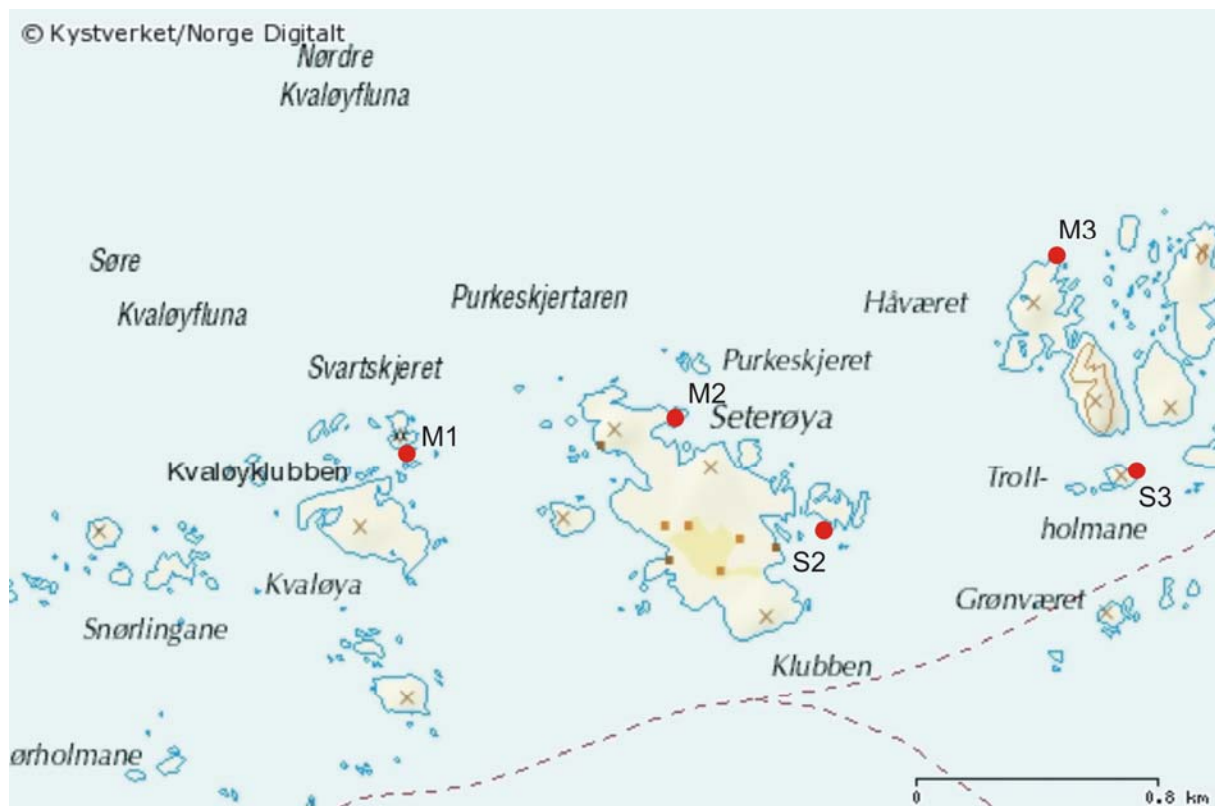 © Kystverket/Norge Digitalt
Nørdre
Kvaløyfluna
Søre
Kvaløyfluna
Purkeskjertaren
Svartskjeret
M3
Håværet
Purkeskjeret
M2
Seterøya
M1
Kvaløyklubben
Troll-
holmane
S3
S2
Kvaløya
Snørlingane
Grønværet
Klubben
ørholmane
0
0.8 km